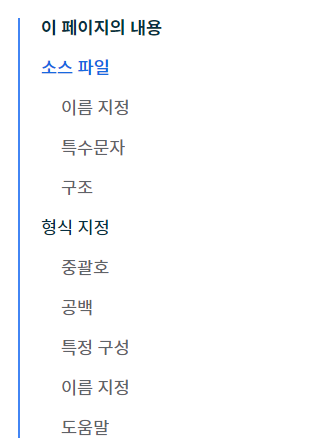 이 페이지의 내용
소스 파일
이름 지정
특수문자
구조
형식 지정
중괄호
공백
특정 구성
이름 지정
도움말